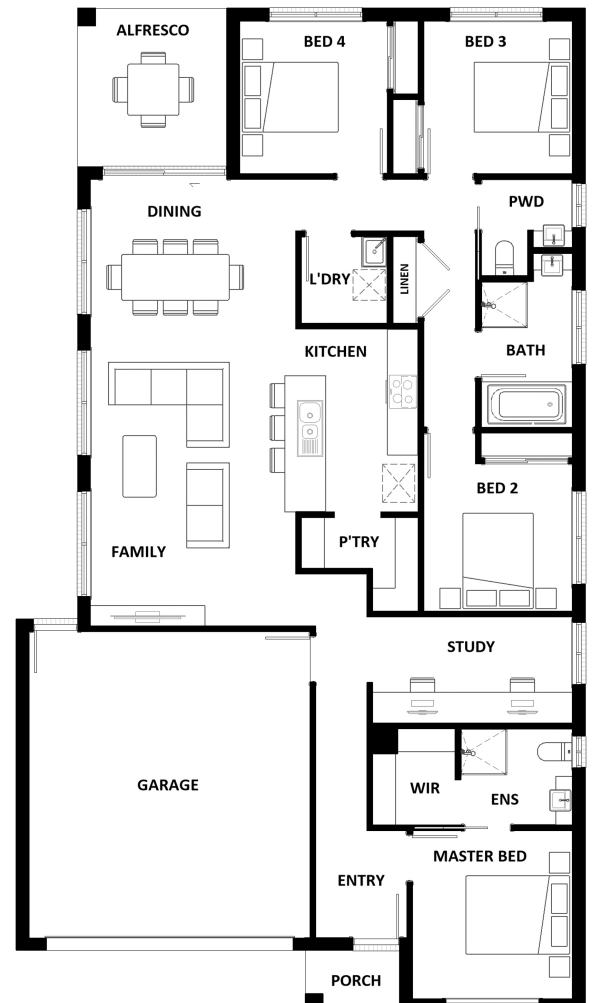 ALFRESCO
BED 4
BED 3
DINING
PWD
L'DRY
LINEN
KITCHEN
BATH
BED 2
P'TRY
FAMILY
STUDY
GARAGE
WIR
ENS
MASTER BED
ENTRY
PORCH